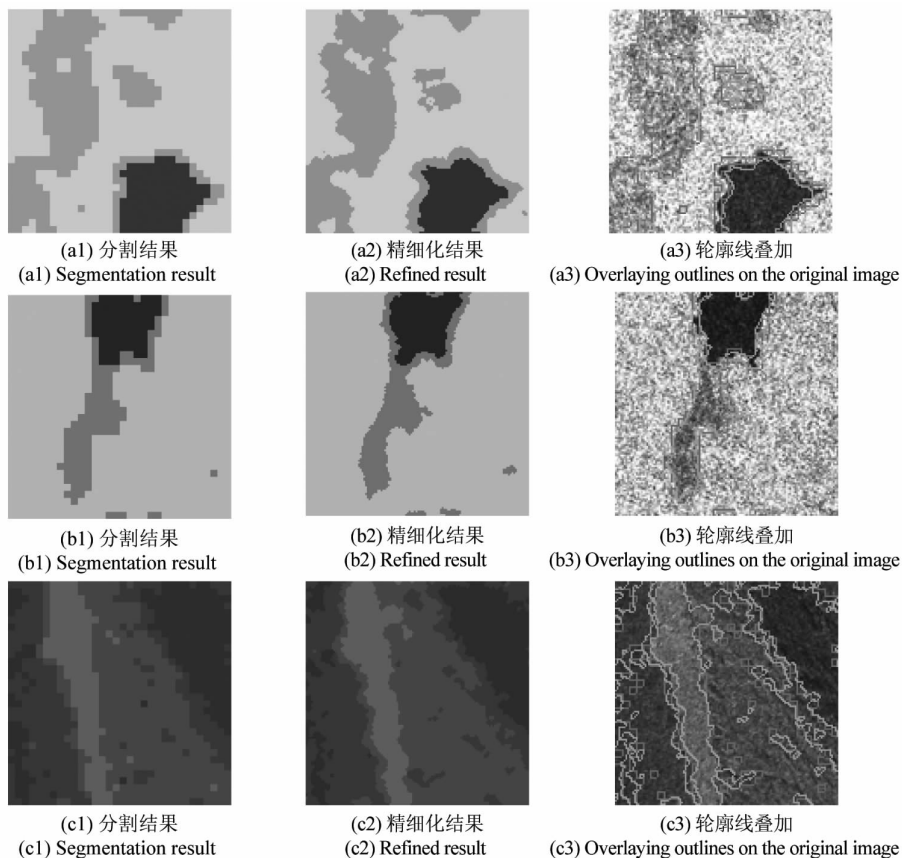 (a1) 分割结果
(a1) Segmentation result
(a2) 精细化结果
(a2) Refined result
(a3) 轮廓线叠加
(a3) Overlaying outlines on the original image
(b1) 分割结果
(b1) Segmentation result
(b2) 精细化结果
(b2) Refined result
(b3) 轮廓线叠加
(b3) Overlaying outlines on the original image
(c1) 分割结果
(c1) Segmentation result
(c2) 精细化结果
(c2) Refined result
(c3) 轮廓线叠加
(c3) Overlaying outlines on the original image